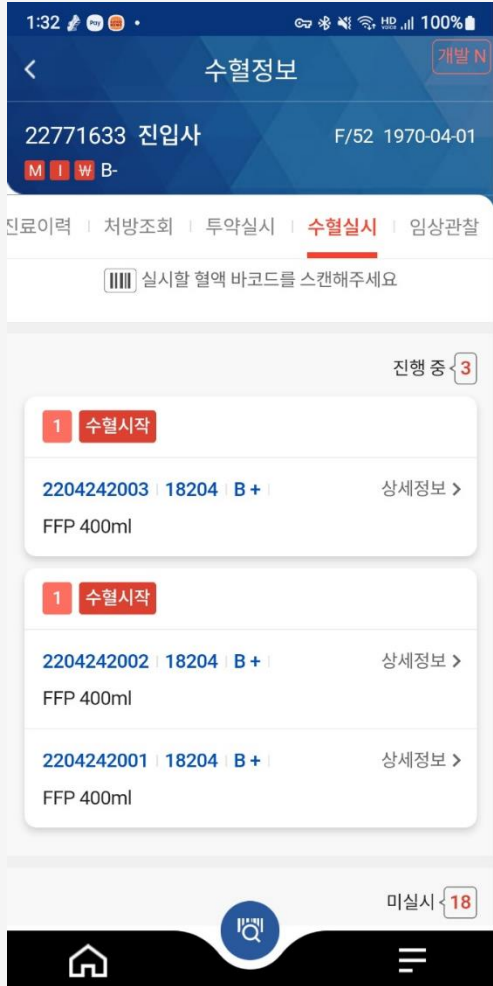 1:32 Pay 100%
수혈정보
개발 N
22771633 진입사 F/52 1970-04-01
M I W B-
진료이력 처방조회 투약실시 수혈실시 임상관찰
실시할 혈액 바코드를 스캔해주세요
진행 중 3
1 수혈시작
2204242003 18204 B + 상세정보 >
FFP 400ml
1 수혈시작
2204242002 18204 B + 상세정보 >
FFP 400ml
2204242001 18204 B + 상세정보 >
FFP 400ml
미실시 18